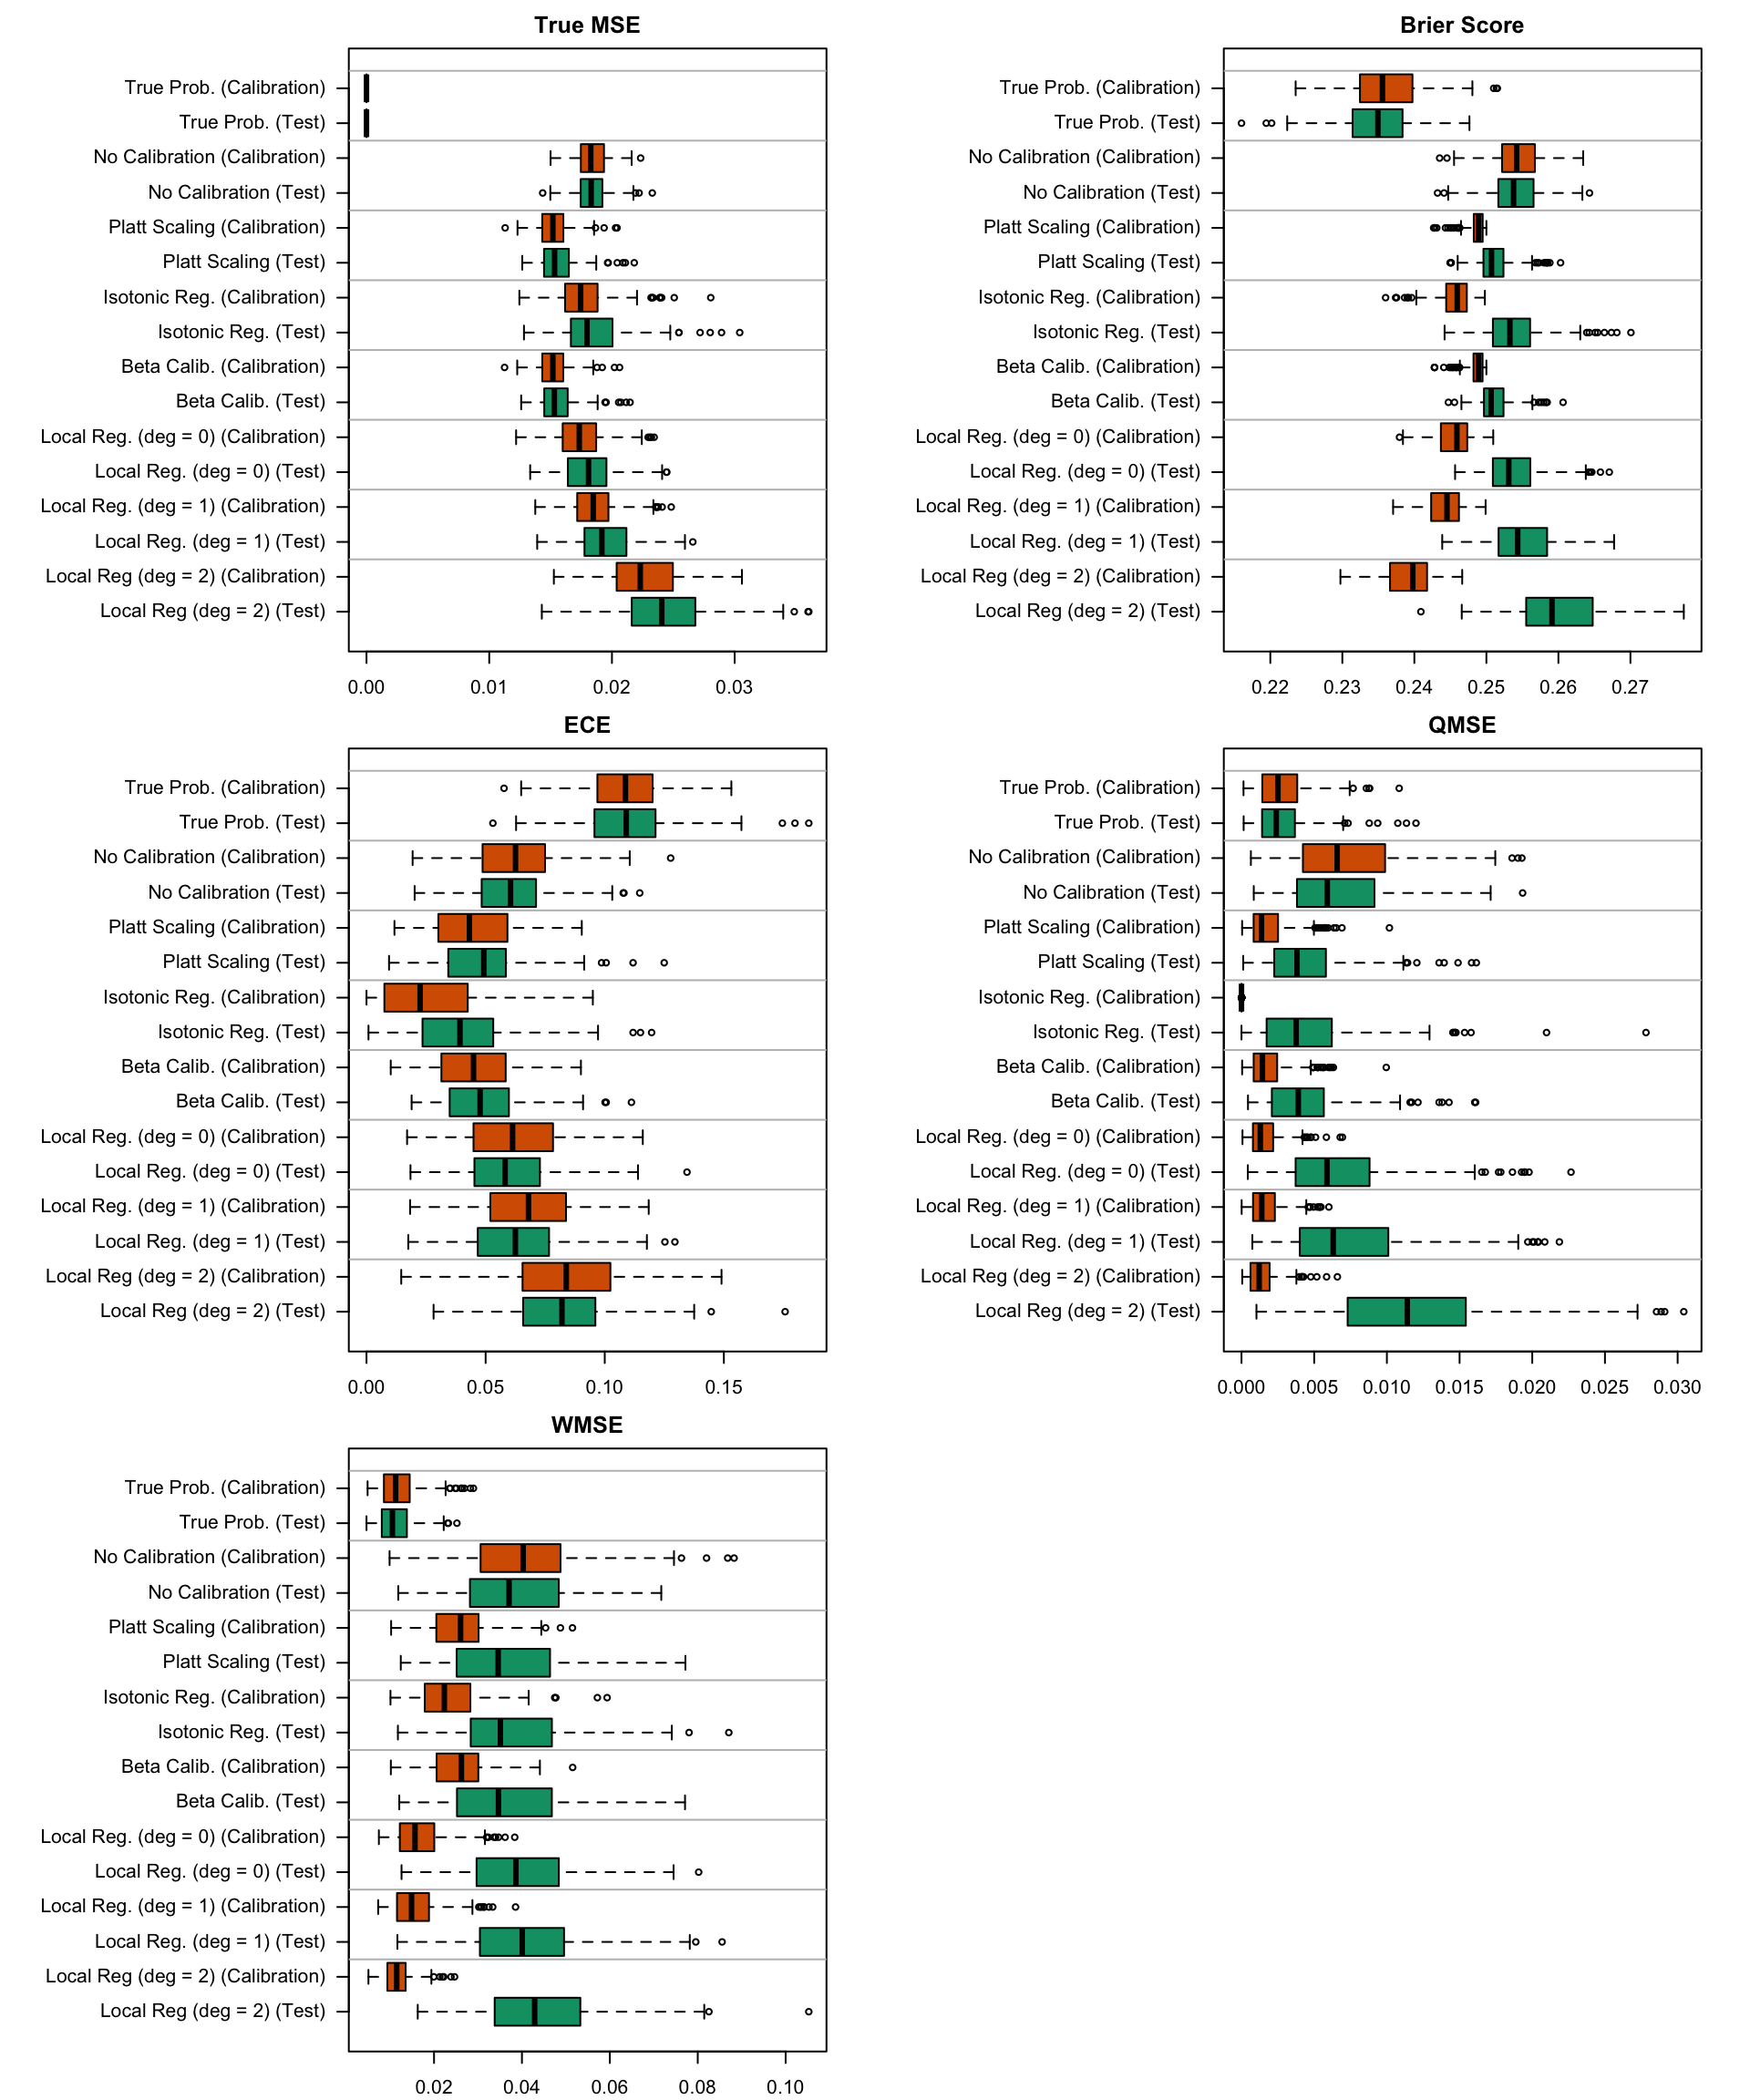 True MSE
True Prob. (Calibration)
True Prob. (Test)
No Calibration (Calibration)
No Calibration (Test)
Platt Scaling (Calibration)
Platt Scaling (Test)
Isotonic Reg. (Calibration)
Isotonic Reg. (Test)
Beta Calib. (Calibration)
Beta Calib. (Test)
Local Reg. (deg = 0) (Calibration)
Local Reg. (deg = 0) (Test)
Local Reg. (deg = 1) (Calibration)
Local Reg. (deg = 1) (Test)
Local Reg (deg = 2) (Calibration)
Local Reg (deg = 2) (Test)
0.00 0.01 0.02 0.03
Brier Score
True Prob. (Calibration)
True Prob. (Test)
No Calibration (Calibration)
No Calibration (Test)
Platt Scaling (Calibration)
Platt Scaling (Test)
Isotonic Reg. (Calibration)
Isotonic Reg. (Test)
Beta Calib. (Calibration)
Beta Calib. (Test)
Local Reg. (deg = 0) (Calibration)
Local Reg. (deg = 0) (Test)
Local Reg. (deg = 1) (Calibration)
Local Reg. (deg = 1) (Test)
Local Reg (deg = 2) (Calibration)
Local Reg (deg = 2) (Test)
0.22 0.23 0.24 0.25 0.26 0.27
ECE
True Prob. (Calibration)
True Prob. (Test)
No Calibration (Calibration)
No Calibration (Test)
Platt Scaling (Calibration)
Platt Scaling (Test)
Isotonic Reg. (Calibration)
Isotonic Reg. (Test)
Beta Calib. (Calibration)
Beta Calib. (Test)
Local Reg. (deg = 0) (Calibration)
Local Reg. (deg = 0) (Test)
Local Reg. (deg = 1) (Calibration)
Local Reg. (deg = 1) (Test)
Local Reg (deg = 2) (Calibration)
Local Reg (deg = 2) (Test)
0.00 0.05 0.10 0.15
QMSE
True Prob. (Calibration)
True Prob. (Test)
No Calibration (Calibration)
No Calibration (Test)
Platt Scaling (Calibration)
Platt Scaling (Test)
Isotonic Reg. (Calibration)
Isotonic Reg. (Test)
Beta Calib. (Calibration)
Beta Calib. (Test)
Local Reg. (deg = 0) (Calibration)
Local Reg. (deg = 0) (Test)
Local Reg. (deg = 1) (Calibration)
Local Reg. (deg = 1) (Test)
Local Reg (deg = 2) (Calibration)
Local Reg (deg = 2) (Test)
0.000 0.005 0.010 0.015 0.020 0.025 0.030
WMSE
True Prob. (Calibration)
True Prob. (Test)
No Calibration (Calibration)
No Calibration (Test)
Platt Scaling (Calibration)
Platt Scaling (Test)
Isotonic Reg. (Calibration)
Isotonic Reg. (Test)
Beta Calib. (Calibration)
Beta Calib. (Test)
Local Reg. (deg = 0) (Calibration)
Local Reg. (deg = 0) (Test)
Local Reg. (deg = 1) (Calibration)
Local Reg. (deg = 1) (Test)
Local Reg (deg = 2) (Calibration)
Local Reg (deg = 2) (Test)
0.02 0.04 0.06 0.08 0.10